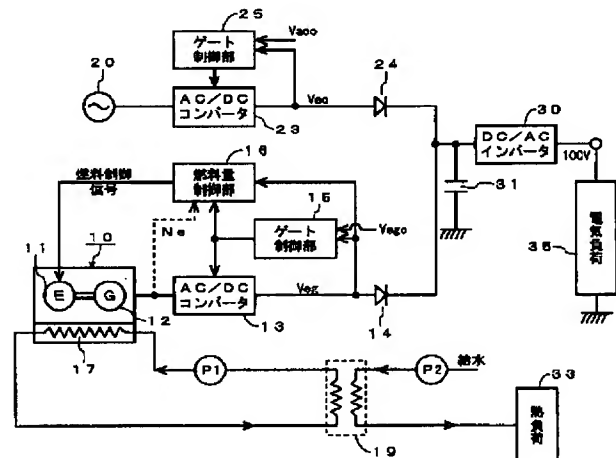 25
ゲート
制御部
Vaco
20
24
AC/DC
コンバータ
Vea
23
30
DC/AC
インバータ
100V
31
16
燃料量
制御部
燃料制御
信号
15
ゲート
制御部
Vego
Ne
電気負荷
35
10
11
E
G
12
AC/DC
コンバータ
Veg
13
14
17
P1
P2
給水
33
熱負荷
19